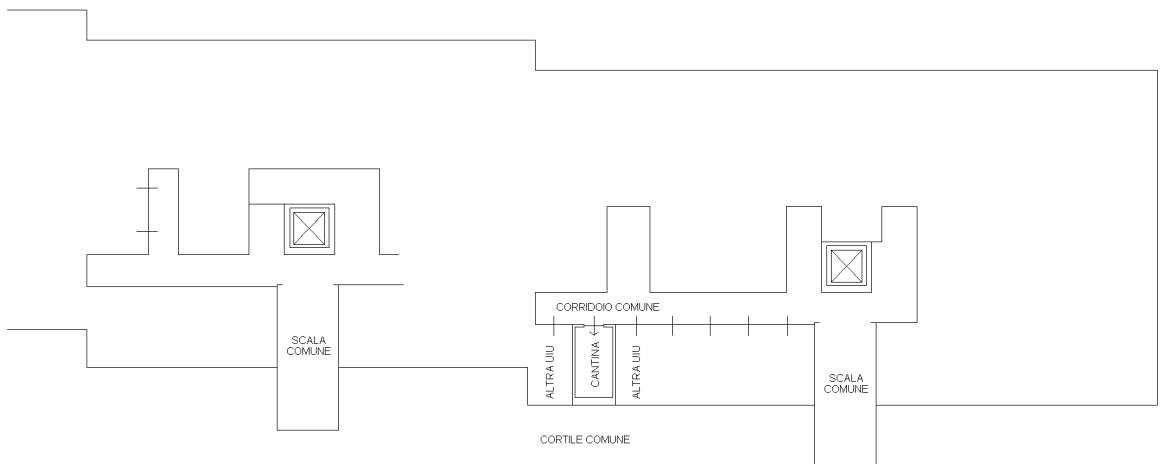 CORRIDOIO COMUNE
SCALA
COMUNE
ALTRA UIU
CANTINA
ALTRA UIU
SCALA
COMUNE
CORTILE COMUNE